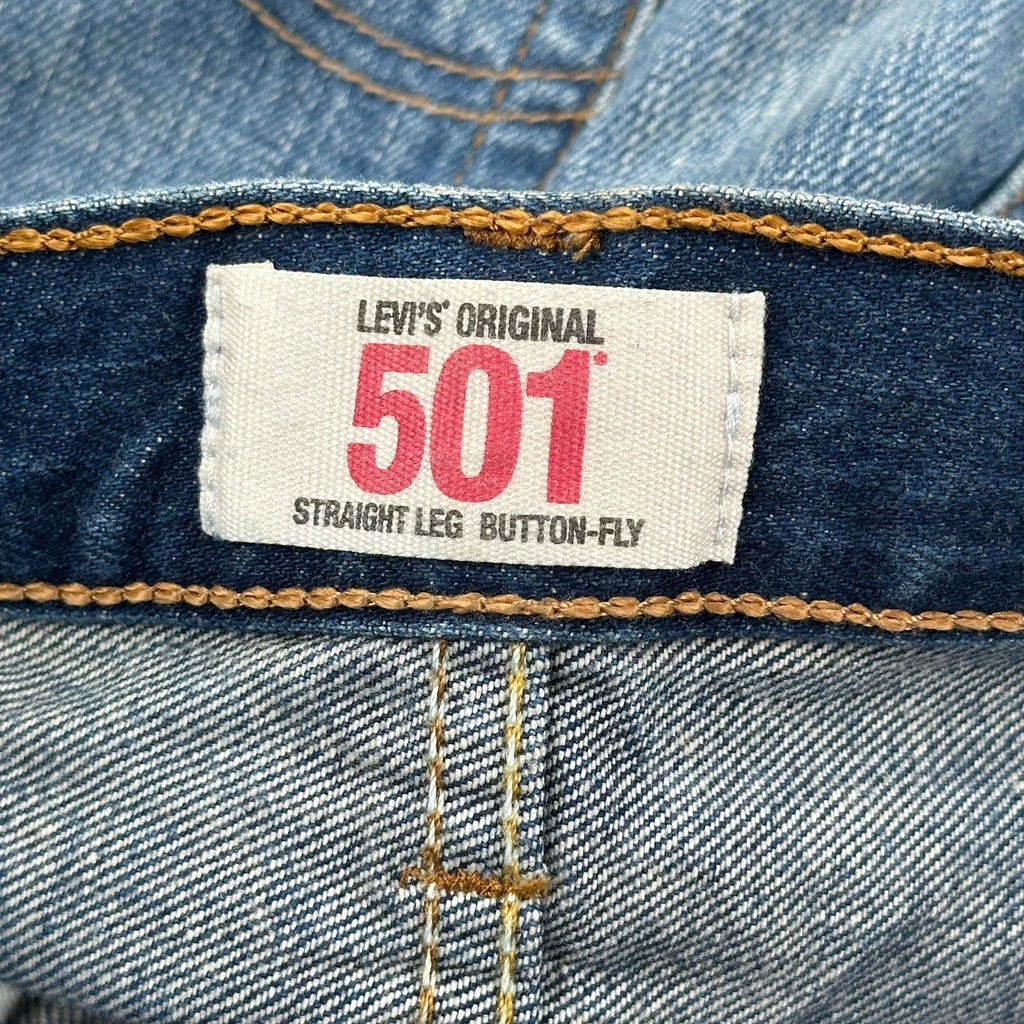 LEVI'S® ORIGINAL
501®
STRAIGHT LEG BUTTON-FLY